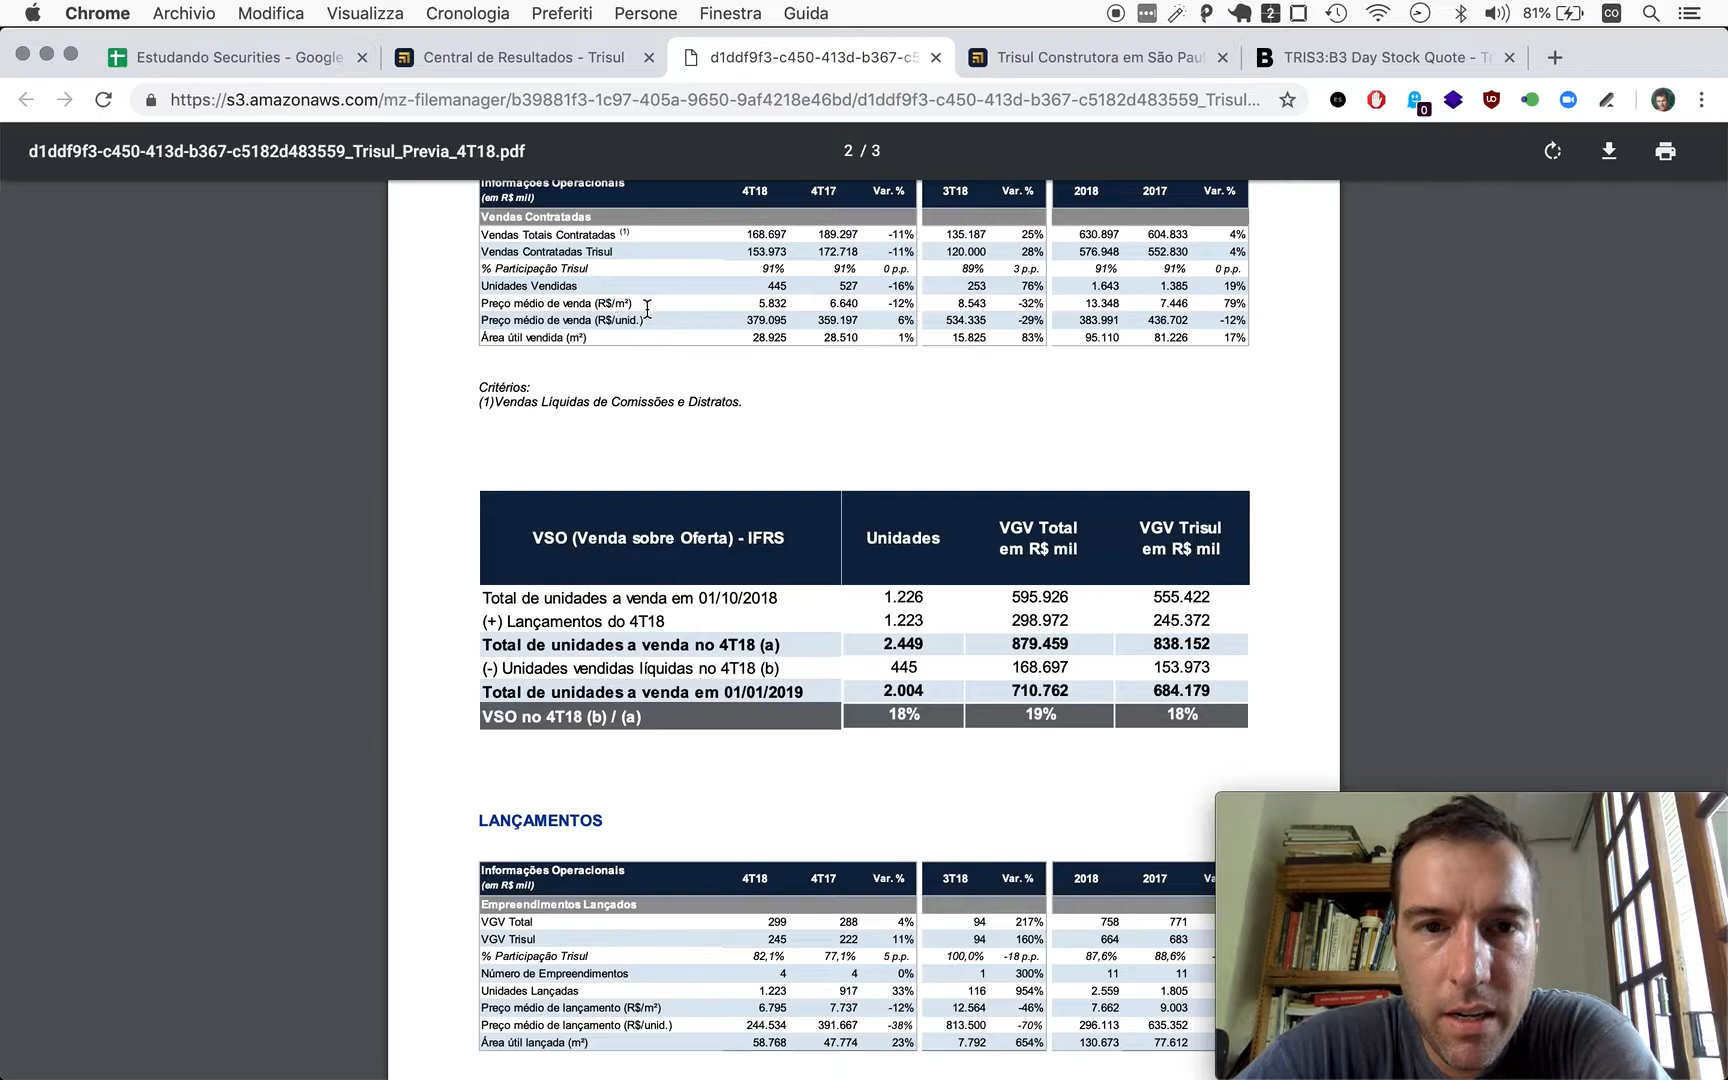 Chrome Archivio Modifica Visualizza Cronologia Preferiti Persone Finestra Guida 2 81% CO
Estudando Securities - Google Central de Resultados - Trisul d1ddf9f3-c450-413d-b367-c5 Trisul Construtora em São Paul TRIS3:B3 Day Stock Quote - Tr
https://s3.amazonaws.com/mz-filemanager/b39881f3-1c97-405a-9650-9af4218e46bd/d1ddf9f3-c450-413d-b367-c5182d483559_Trisul... 0
d1ddf9f3-c450-413d-b367-c5182d483559_Trisul_Previa_4T18.pdf 2 / 3
Informações Operacionais 4T18 4T17 Var. % 3T18 Var. % 2018 2017 Var. %
(em R$ mil)
Vendas Contratadas
Vendas Totais Contratadas (1) 168.697 189.297 -11% 135.187 25% 630.897 604.833 4%
Vendas Contratadas Trisul 153.973 172.718 -11% 120.000 28% 576.948 552.830 4%
% Participação Trisul 91% 91% 0 p.p. 89% 3 p.p. 91% 91% 0 p.p.
Unidades Vendidas 445 527 -16% 253 76% 1.643 1.385 19%
Preço médio de venda (R$/m²) 5.832 6.640 -12% 8.543 -32% 13.348 7.446 79%
Preço médio de venda (R$/unid.) 379.095 359.197 6% 534.335 -29% 383.991 436.702 -12%
Área útil vendida (m²) 28.925 28.510 1% 15.825 83% 95.110 81.226 17%
Critérios:
(1)Vendas Líquidas de Comissões e Distratos.
VSO (Venda sobre Oferta) - IFRS Unidades VGV Total em R$ mil VGV Trisul em R$ mil
Total de unidades a venda em 01/10/2018 1.226 595.926 555.422
(+) Lançamentos do 4T18 1.223 298.972 245.372
Total de unidades a venda no 4T18 (a) 2.449 879.459 838.152
(-) Unidades vendidas líquidas no 4T18 (b) 445 168.697 153.973
Total de unidades a venda em 01/01/2019 2.004 710.762 684.179
VSO no 4T18 (b) / (a) 18% 19% 18%
LANÇAMENTOS
Informações Operacionais 4T18 4T17 Var. % 3T18 Var. % 2018 2017 Va
(em R$ mil)
Empreendimentos Lançados
VGV Total 299 288 4% 94 217% 758 771
VGV Trisul 245 222 11% 94 160% 664 683
% Participação Trisul 82,1% 77,1% 5 p.p. 100,0% -18 p.p. 87,6% 88,6% -
Número de Empreendimentos 4 4 0% 1 300% 11 11
Unidades Lançadas 1.223 917 33% 116 954% 2.559 1.805
Preço médio de lançamento (R$/m²) 6.795 7.737 -12% 12.564 -46% 7.662 9.003
Preço médio de lançamento (R$/unid.) 244.534 391.667 -38% 813.500 -70% 296.113 635.352
Área útil lançada (m²) 58.768 47.774 23% 7.792 654% 130.673 77.612